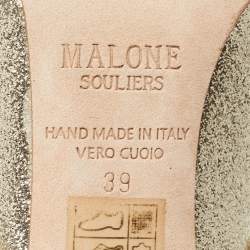 MALONE
SOULIERS
HAND MADE IN ITALY
VERO CUOIO
39